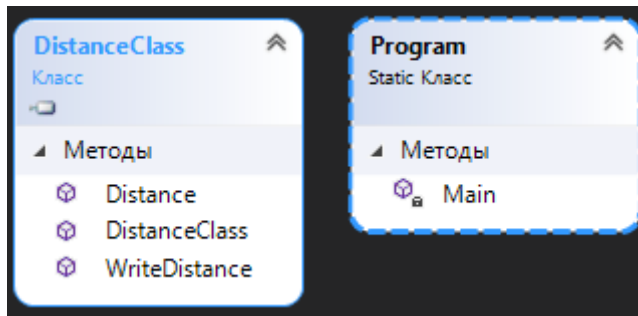 DistanceClass
Класс
Методы
Distance
DistanceClass
WriteDistance
Program
Static Класс
Методы
Main